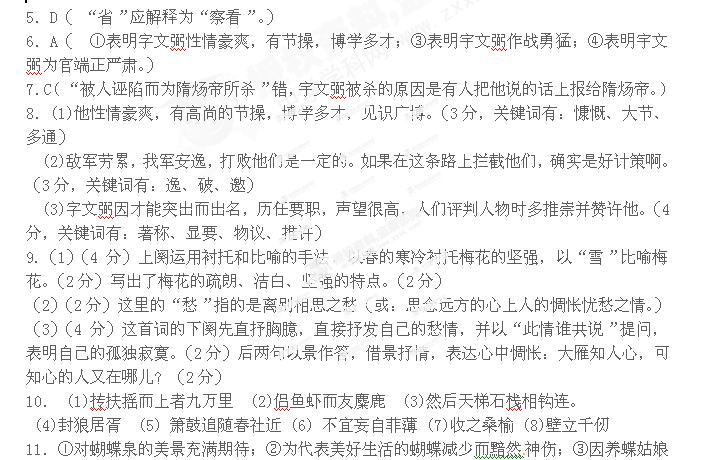 5. D（ “省 ”应解释为“察看 ”。）
6. A（ ①表明宇文弼性情豪爽，有节操，博学多才；③表明宇文弼作战勇猛；④表明宇文
弼为官端正严肃。）
7.C( “被人诬陷而为隋炀帝所杀 ”错，宇文弼被杀的原因是有人把他说的话上报给隋炀帝。)
8. (1)他性情豪爽，有高尚的节操，博学多才，见识广博。（3分，关键词有：慷慨、大节、
多通）
(2)敌军劳累，我军安逸，打败他们是一定的。如果在这条路上拦截他们，确实是好计策啊。
（3分，关键词有：逸、破、邀）
(3)宇文弼因才能突出而出名，历任要职，声望很高，人们评判人物时多推崇并赞许他。（4
分，关键词有：著称、显要、物议、推许）
9.（1）（4 分）上阕运用衬托和比喻的手法，以春的寒冷衬托梅花的坚强，以“雪 ”比喻梅
花。（2分）写出了梅花的疏朗、洁白、坚强的特点。（2分）
（2）（2分）这里的“愁 ”指的是离别相思之愁（或：思念远方的心上人的惆怅忧愁之情。）
（3）（4 分）这首词的下阕先直抒胸臆，直接抒发自己的愁情，并以“此情谁共说 ”提问，
表明自己的孤独寂寞。（2分）后两句以景作答，借景抒情，表达心中惆怅：大雁知人心，可
知心的人又在哪儿？（2分）
10. (1)抟扶摇而上者九万里 (2)侣鱼虾而友麋鹿 (3)然后天梯石栈相钩连。
(4)封狼居胥 (5) 箫鼓追随春社近 (6) 不宜妄自菲薄 (7)收之桑榆 (8)壁立千仞
11. ①对蝴蝶泉的美景充满期待；②为代表美好生活的蝴蝶减少而黯然神伤；③因养蝶姑娘